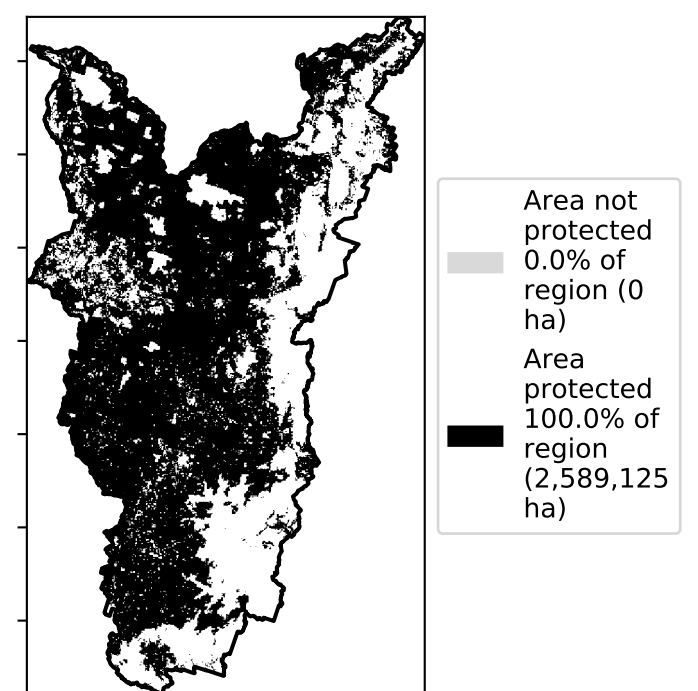 Area not
protected
0.0% of
region (0
ha)
Area
protected
100.0% of
region
(2,589,125
ha)